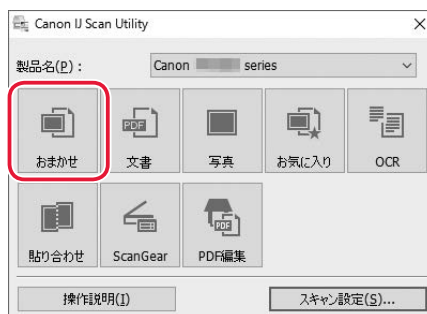 Canon IJ Scan Utility
製品名(P) : Canon series
おまかせ 文書 写真 お気に入り OCR
PDF
貼り合わせ ScanGear PDF編集
PDF
操作説明(I) スキャン設定(S)...